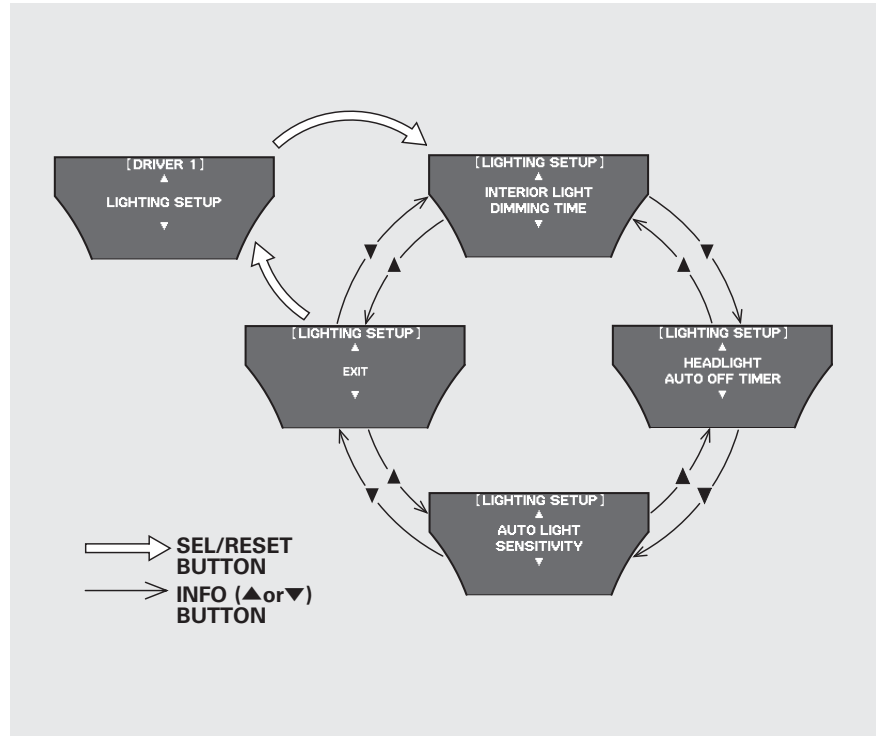 [DRIVER 1]
▲
LIGHTING SETUP
▼
[LIGHTING SETUP]
▲
INTERIOR LIGHT
DIMMING TIME
▼
▼
▲
▲
▼
[LIGHTING SETUP]
▲
EXIT
▼
[LIGHTING SETUP]
▲
HEADLIGHT
AUTO OFF TIMER
▼
▲
▼
▲
▼
[LIGHTING SETUP]
▲
AUTO LIGHT
SENSITIVITY
▼
SEL/RESET
BUTTON
INFO (▲or▼)
BUTTON